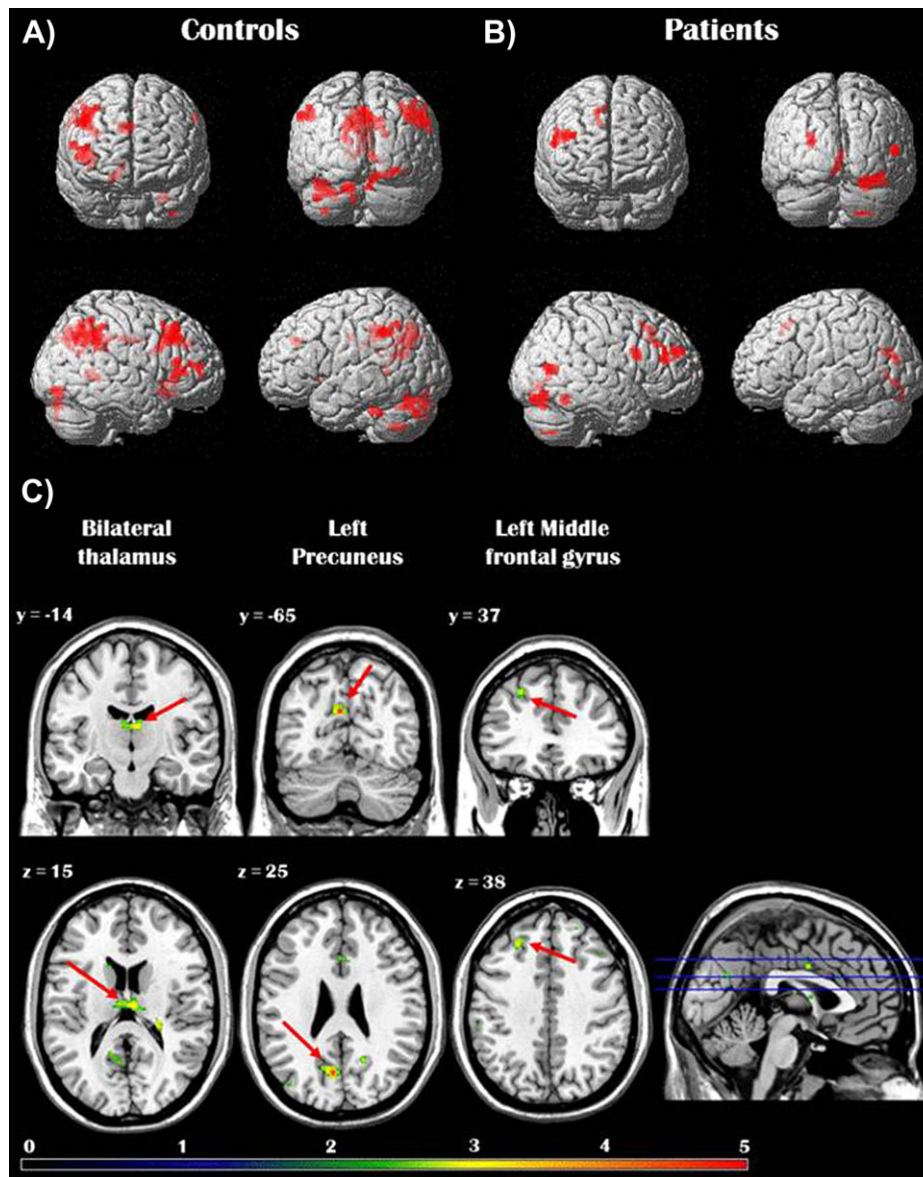 A) Controls
B) Patients
C)
Bilateral
thalamus
Left
Precuneus
Left Middle
frontal gyrus
y = -14
y = -65
y = 37
z = 15
z = 25
z = 38
0 1 2 3 4 5